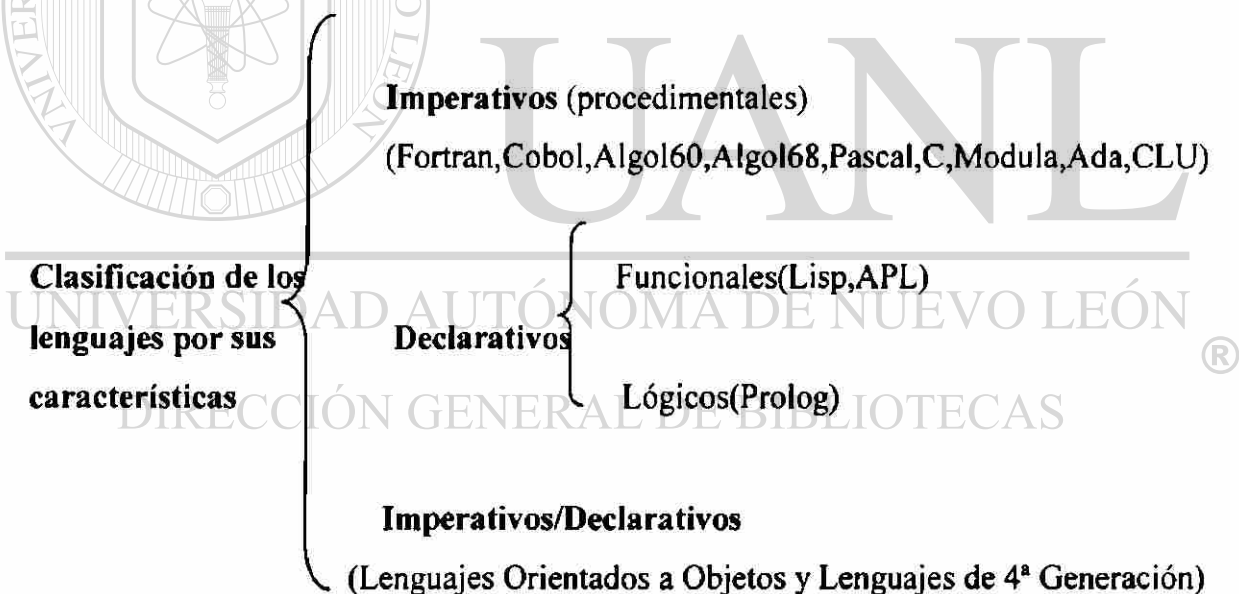 UANL
Imperativos (procedimentales)
(Fortran,Cobol,Algol60,Algol68,Pascal,C,Modula,Ada,CLU)
Clasificación de los
lenguajes por sus
características
Declarativos
Funcionales(Lisp,APL)
Lógicos(Prolog)
Imperativos/Declarativos
(Lenguajes Orientados a Objetos y Lenguajes de 4ª Generación)
UNIVERSIDAD AUTÓNOMA DE NUEVO LEÓN
®
DIRECCIÓN GENERAL DE BIBLIOTECAS